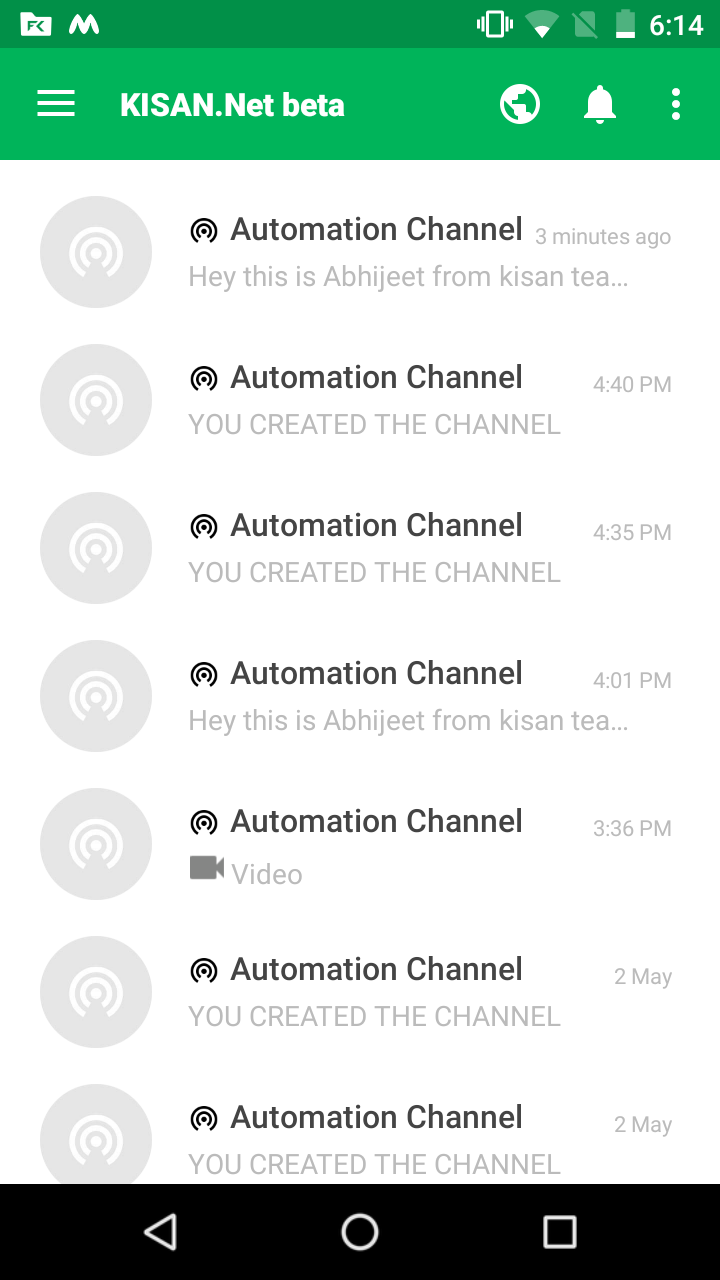 6:14
KISAN.Net beta
Automation Channel 3 minutes ago
Hey this is Abhijeet from kisan tea...
Automation Channel 4:40 PM
YOU CREATED THE CHANNEL
Automation Channel 4:35 PM
YOU CREATED THE CHANNEL
Automation Channel 4:01 PM
Hey this is Abhijeet from kisan tea...
Automation Channel 3:36 PM
Video
Automation Channel 2 May
YOU CREATED THE CHANNEL
Automation Channel 2 May
YOU CREATED THE CHANNEL